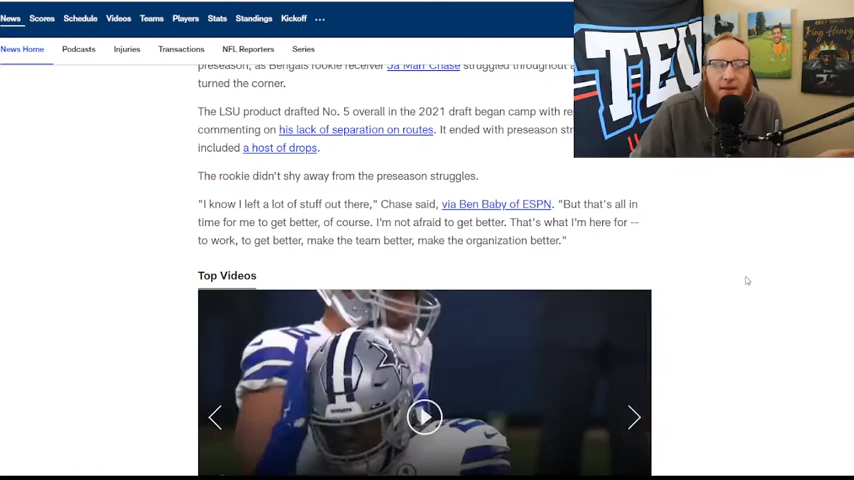 News Scores Schedule Videos Teams Players Stats Standings Kickoff ...
News Home Podcasts Injuries Transactions NFL Reporters Series
preseason, as Bengals rookie receiver Ja'Marr Chase struggled throughout
turned the corner.
The LSU product drafted No. 5 overall in the 2021 draft began camp with
commenting on his lack of separation on routes. It ended with preseason
included a host of drops.
The rookie didn't shy away from the preseason struggles.
"I know I left a lot of stuff out there," Chase said, via Ben Baby of ESPN. "But that's all in
time for me to get better, of course. I'm not afraid to get better. That's what I'm here for --
to work, to get better, make the team better, make the organization better."
Top Videos
King Henry